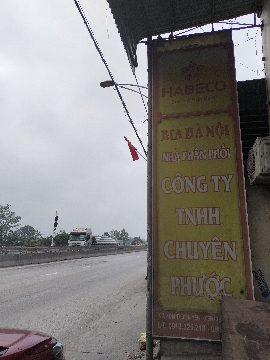 HABECO
BIA HÀ NỘI
NHÀ PHÂN PHỐI
CÔNG TY
TNHH
CHUYÊN
PHƯỚC